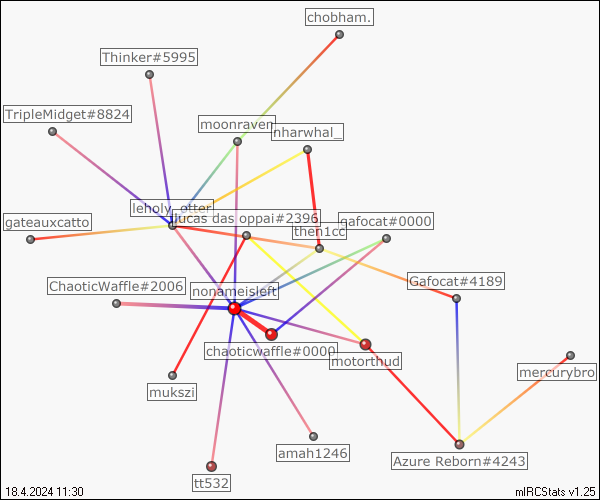 chobham.
Thinker#5995
TripleMidget#8824
moonraven
nharwhal_
leholy_otter
lucas das oppai#2396
gafocat#0000
gateauxcatto
then1cc
ChaoticWaffle#2006
nonameisleft
Gafocat#4189
chaoticwaffle#0000
motorthud
mercurybro
mukszi
amah1246
Azure Reborn#4243
tt532
18.4.2024 11:30
mIRCStats v1.25